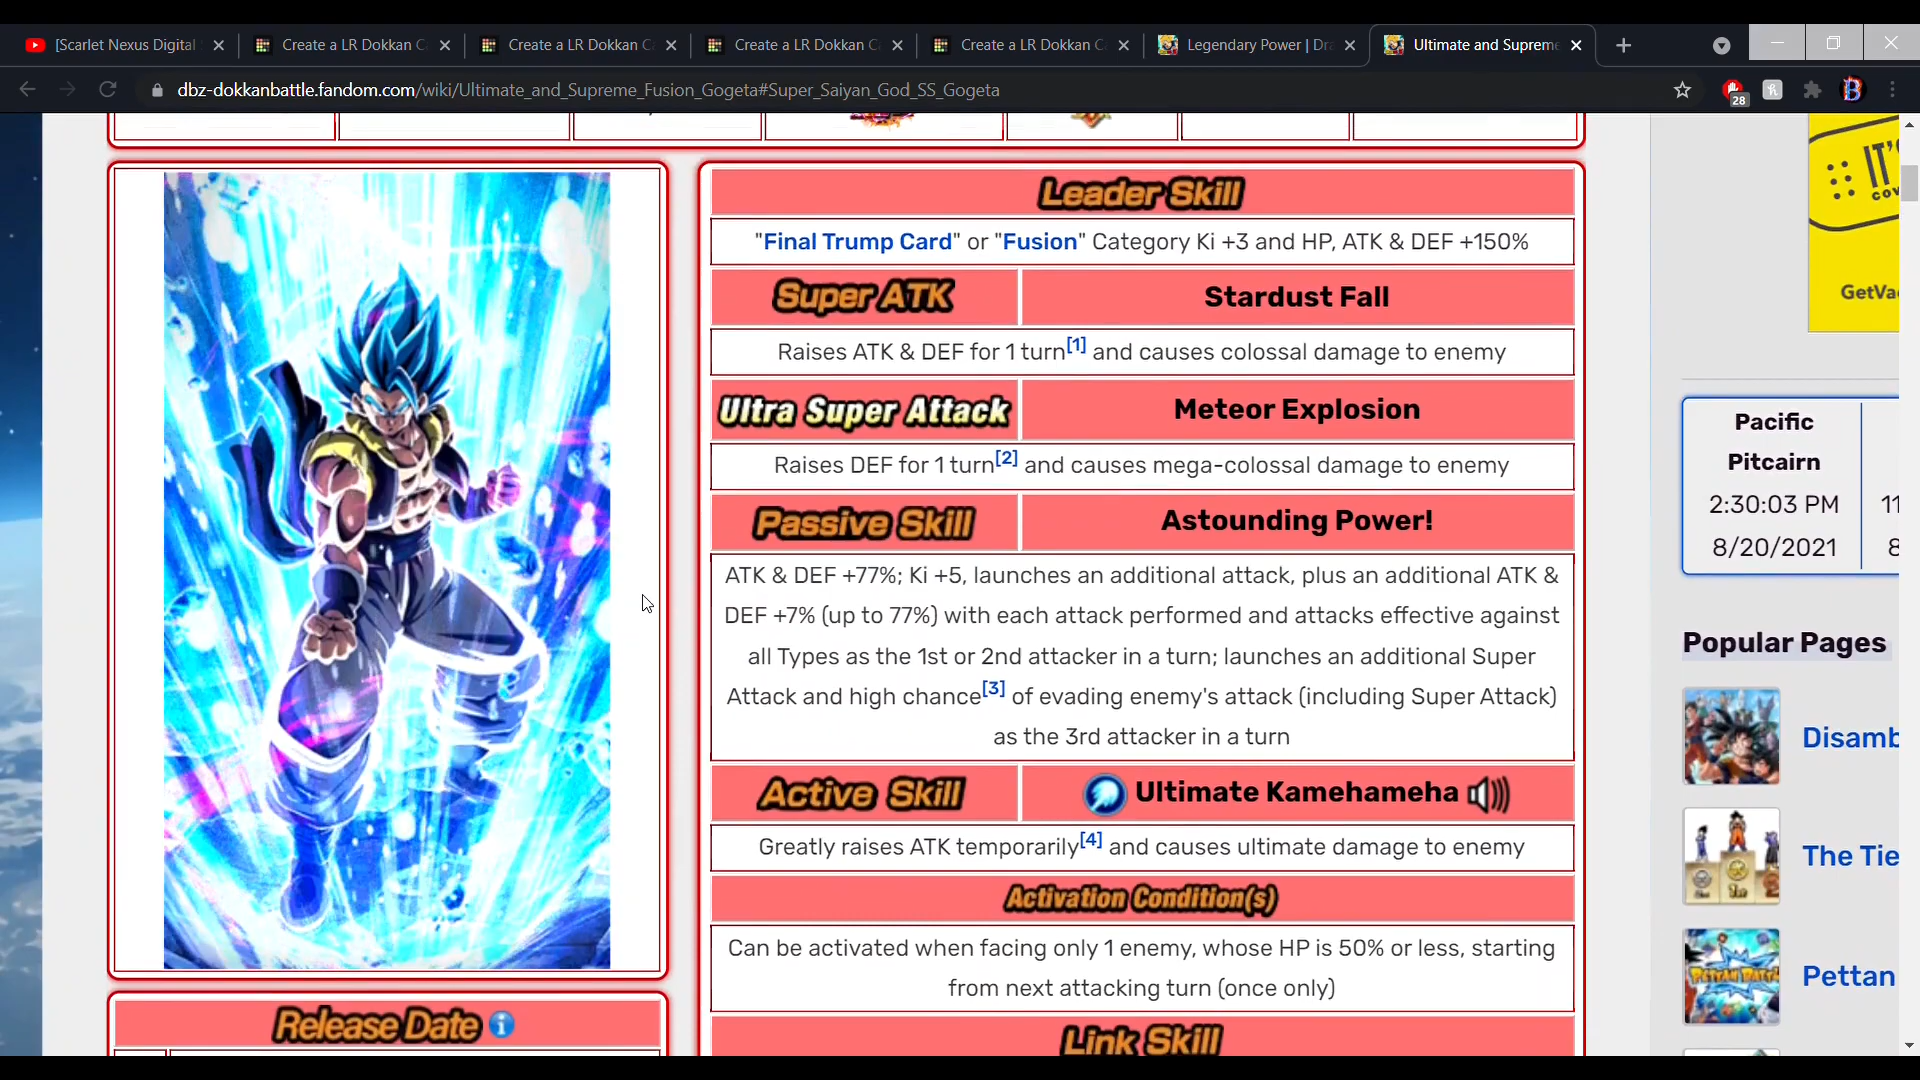 [Scarlet Nexus Digital
Create a LR Dokkan C
Create a LR Dokkan C
Create a LR Dokkan C
Create a LR Dokkan C
Legendary Power | Dra
Ultimate and Supreme
dbz-dokkanbattle.fandom.com/wiki/Ultimate_and_Supreme_Fusion_Gogeta#Super_Saiyan_God_SS_Gogeta
28
Leader Skill
"Final Trump Card" or "Fusion" Category Ki +3 and HP, ATK & DEF +150%
Super ATK
Stardust Fall
Raises ATK & DEF for 1 turn[1] and causes colossal damage to enemy
Ultra Super Attack
Meteor Explosion
Raises DEF for 1 turn[2] and causes mega-colossal damage to enemy
Passive Skill
Astounding Power!
ATK & DEF +77%; Ki +5, launches an additional attack, plus an additional ATK &
DEF +7% (up to 77%) with each attack performed and attacks effective against
all Types as the 1st or 2nd attacker in a turn; launches an additional Super
Attack and high chance[3] of evading enemy's attack (including Super Attack)
as the 3rd attacker in a turn
Active Skill
Ultimate Kamehameha
Greatly raises ATK temporarily[4] and causes ultimate damage to enemy
Activation Condition(s)
Can be activated when facing only 1 enemy, whose HP is 50% or less, starting
from next attacking turn (once only)
Link Skill
Release Date
IT'S
COV
GetVa
Pacific
Pitcairn
2:30:03 PM
8/20/2021
11
8
Popular Pages
Disamb
The Tie
Pettan